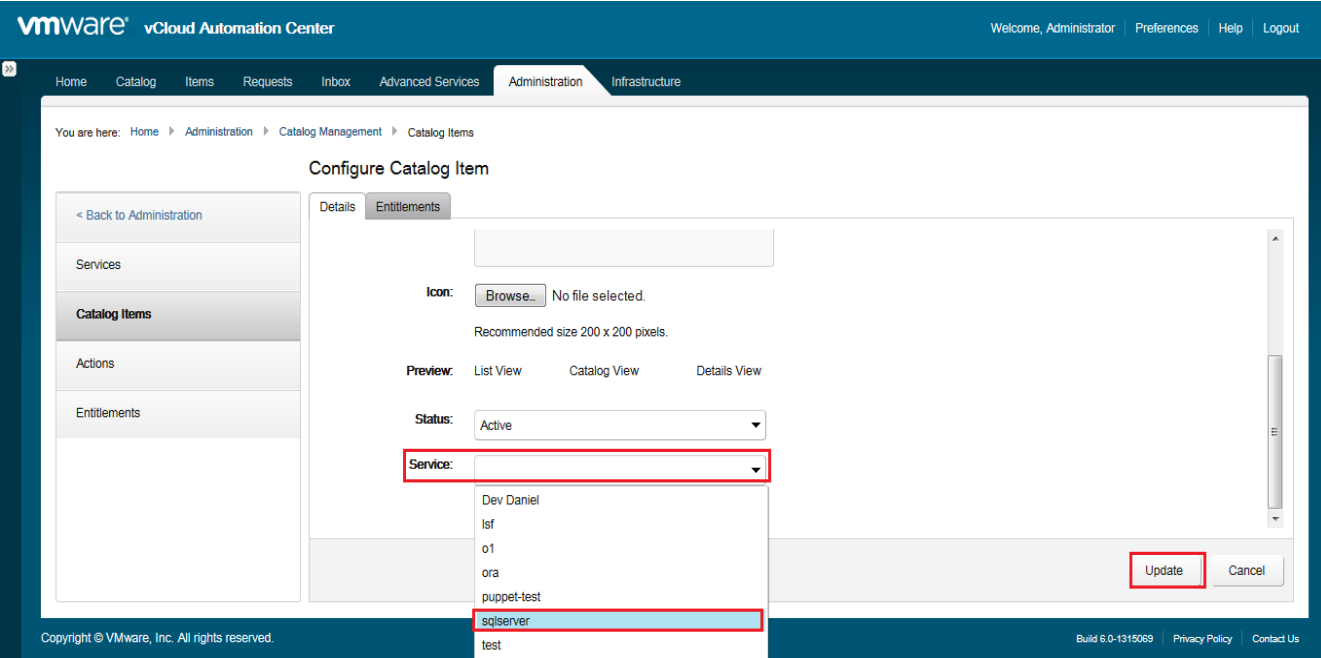 vmware® vCloud Automation Center
Welcome, Administrator Preferences Help Logout
Home Catalog Items Requests Inbox Advanced Services Administration Infrastructure
You are here: Home Administration Catalog Management Catalog Items
Configure Catalog Item
< Back to Administration
Services
Catalog Items
Actions
Entitlements
Details Entitlements
Icon: Browse... No file selected.
Recommended size 200 x 200 pixels.
Preview: List View Catalog View Details View
Status: Active
Service:
Dev Daniel
lsf
o1
ora
puppet-test
sqlserver
test
Update Cancel
Copyright © VMware, Inc. All rights reserved.
Build 6.0-1315069 Privacy Policy Contact Us